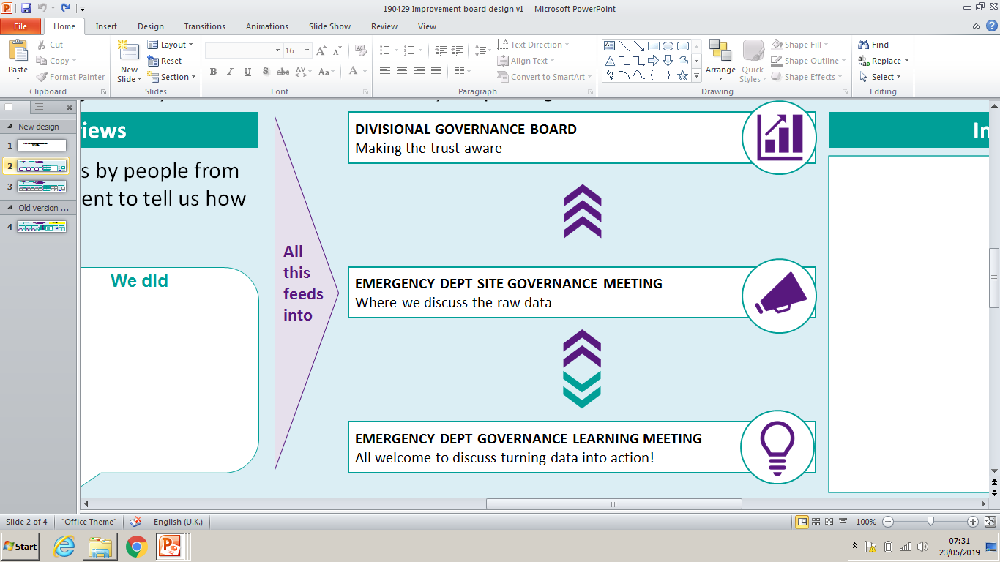 190429 Improvement board design v1 - Microsoft PowerPoint
File Home Insert Design Transitions Animations Slide Show Review View
Paste
Cut
Copy
Format Painter
Clipboard
New Slide
Layout
Reset
Section
Slides
16
Font
Text Direction
Align Text
Convert to SmartArt
Paragraph
Arrange
Quick Styles
Shape Fill
Shape Outline
Shape Effects
Drawing
Find
Replace
Select
Editing
New design
1
2
3
Old version ...
4
iews
s by people from
ent to tell us how
We did
All
this
feeds
into
DIVISIONAL GOVERNANCE BOARD
Making the trust aware
EMERGENCY DEPT SITE GOVERNANCE MEETING
Where we discuss the raw data
EMERGENCY DEPT GOVERNANCE LEARNING MEETING
All welcome to discuss turning data into action!
In
Slide 2 of 4 "Office Theme" English (U.K.) 100%
Start
07:31
23/05/2019